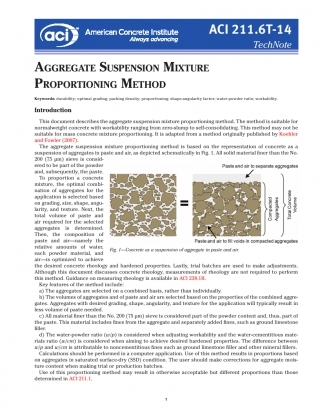 aci
American Concrete Institute
Always advancing
ACI 211.6T-14
TechNote
AGGREGATE SUSPENSION MIXTURE
PROPORTIONING METHOD
Keywords: durability; optimal grading; packing density; proportioning; shape-angularity factor; water-powder ratio; workability.
Introduction
This document describes the aggregate suspension mixture proportioning method. The method is suitable for
normalweight concrete with workability ranging from zero-slump to self-consolidating. This method may not be
suitable for mass concrete mixture proportioning. It is adapted from a method originally published by Koehler
and Fowler (2007).
The aggregate suspension mixture proportioning method is based on the representation of concrete as a
suspension of aggregates in paste and air, as depicted schematically in Fig. 1. All solid material finer than the No.
200 (75 μm) sieve is consid-
ered to be part of the powder
and, subsequently, the paste.
To proportion a concrete
mixture, the optimal combi-
nation of aggregates for the
application is selected based
on grading, size, shape, angu-
larity, and texture. Next, the
total volume of paste and
air required for the selected
aggregates is determined.
Then, the composition of
paste and air—namely the
relative amounts of water,
each powder material, and
air—is optimized to achieve
Paste and air to separate aggregates
=
Compacted
Aggregates
Total Concrete
Volume
Paste and air to fill voids in compacted aggregates
Fig. 1—Concrete as a suspension of aggregate in paste and air.
the desired concrete rheology and hardened properties. Lastly, trial batches are used to make adjustments.
Although this document discusses concrete rheology, measurements of rheology are not required to perform
this method. Guidance on measuring rheology is available in ACI 238.1R.
Key features of the method include:
a) The aggregates are selected on a combined basis, rather than individually.
b) The volumes of aggregates and of paste and air are selected based on the properties of the combined aggre-
gates. Aggregates with desired grading, shape, angularity, and texture for the application will typically result in
less volume of paste needed.
c) All material finer than the No. 200 (75 μm) sieve is considered part of the powder content and, thus, part of
the paste. This material includes fines from the aggregate and separately added fines, such as ground limestone
filler.
d) The water-powder ratio (w/p) is considered when adjusting workability and the water-cementitious mate-
rials ratio (w/cm) is considered when aiming to achieve desired hardened properties. The difference between
w/p and w/cm is attributable to noncementitious fines such as ground limestone filler and other mineral fillers.
Calculations should be performed in a computer application. Use of this method results in proportions based
on aggregates in saturated surface-dry (SSD) condition. The user should make corrections for aggregate mois-
ture content when making trial or production batches.
Use of this proportioning method may result in otherwise acceptable but different proportions than those
determined in ACI 211.1.
1